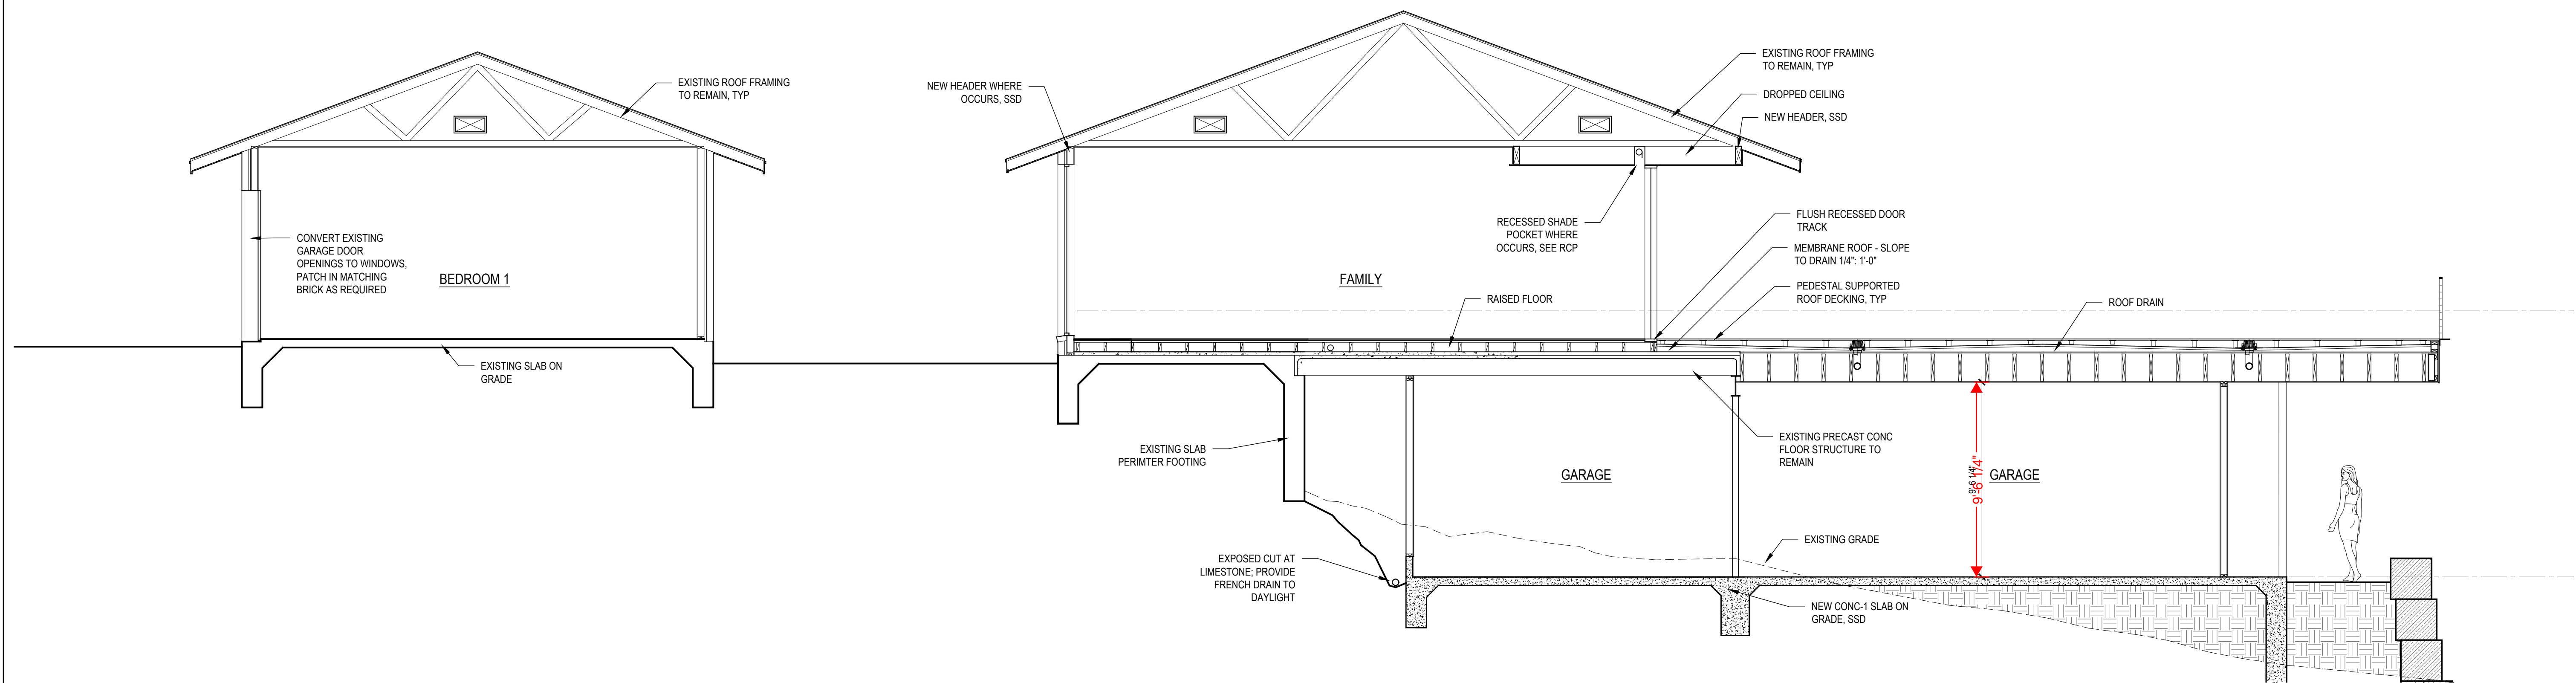 EXISTING ROOF FRAMING
TO REMAIN, TYP
CONVERT EXISTING
GARAGE DOOR
OPENINGS TO WINDOWS,
PATCH IN MATCHING
BRICK AS REQUIRED
BEDROOM 1
EXISTING SLAB ON
GRADE
NEW HEADER WHERE
OCCURS, SSD
EXISTING ROOF FRAMING
TO REMAIN, TYP
DROPPED CEILING
NEW HEADER, SSD
RECESSED SHADE
POCKET WHERE
OCCURS, SEE RCP
FAMILY
RAISED FLOOR
FLUSH RECESSED DOOR
TRACK
MEMBRANE ROOF - SLOPE
TO DRAIN 1/4": 1'-0"
PEDESTAL SUPPORTED
ROOF DECKING, TYP
ROOF DRAIN
EXISTING SLAB
PERIMTER FOOTING
EXISTING PRECAST CONC
FLOOR STRUCTURE TO
REMAIN
GARAGE
9'-6 1/4"
9'-6 1/4"
GARAGE
EXISTING GRADE
EXPOSED CUT AT
LIMESTONE; PROVIDE
FRENCH DRAIN TO
DAYLIGHT
NEW CONC-1 SLAB ON
GRADE, SSD